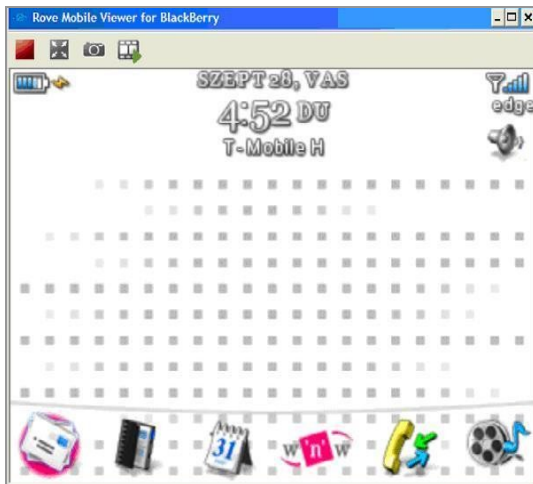 Rove Mobile Viewer for BlackBerry
SZEPT 28, VAS
4:52 DU
T-Mobile H
edge
31
w'n'w